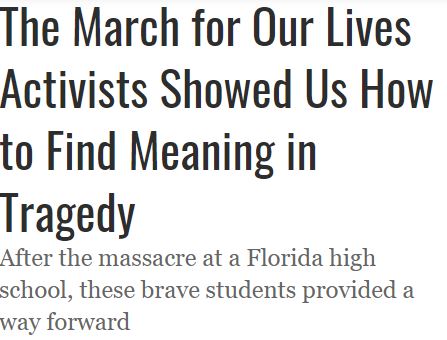 The March for Our Lives
Activists Showed Us How
to Find Meaning in
Tragedy
After the massacre at a Florida high
school, these brave students provided a
way forward